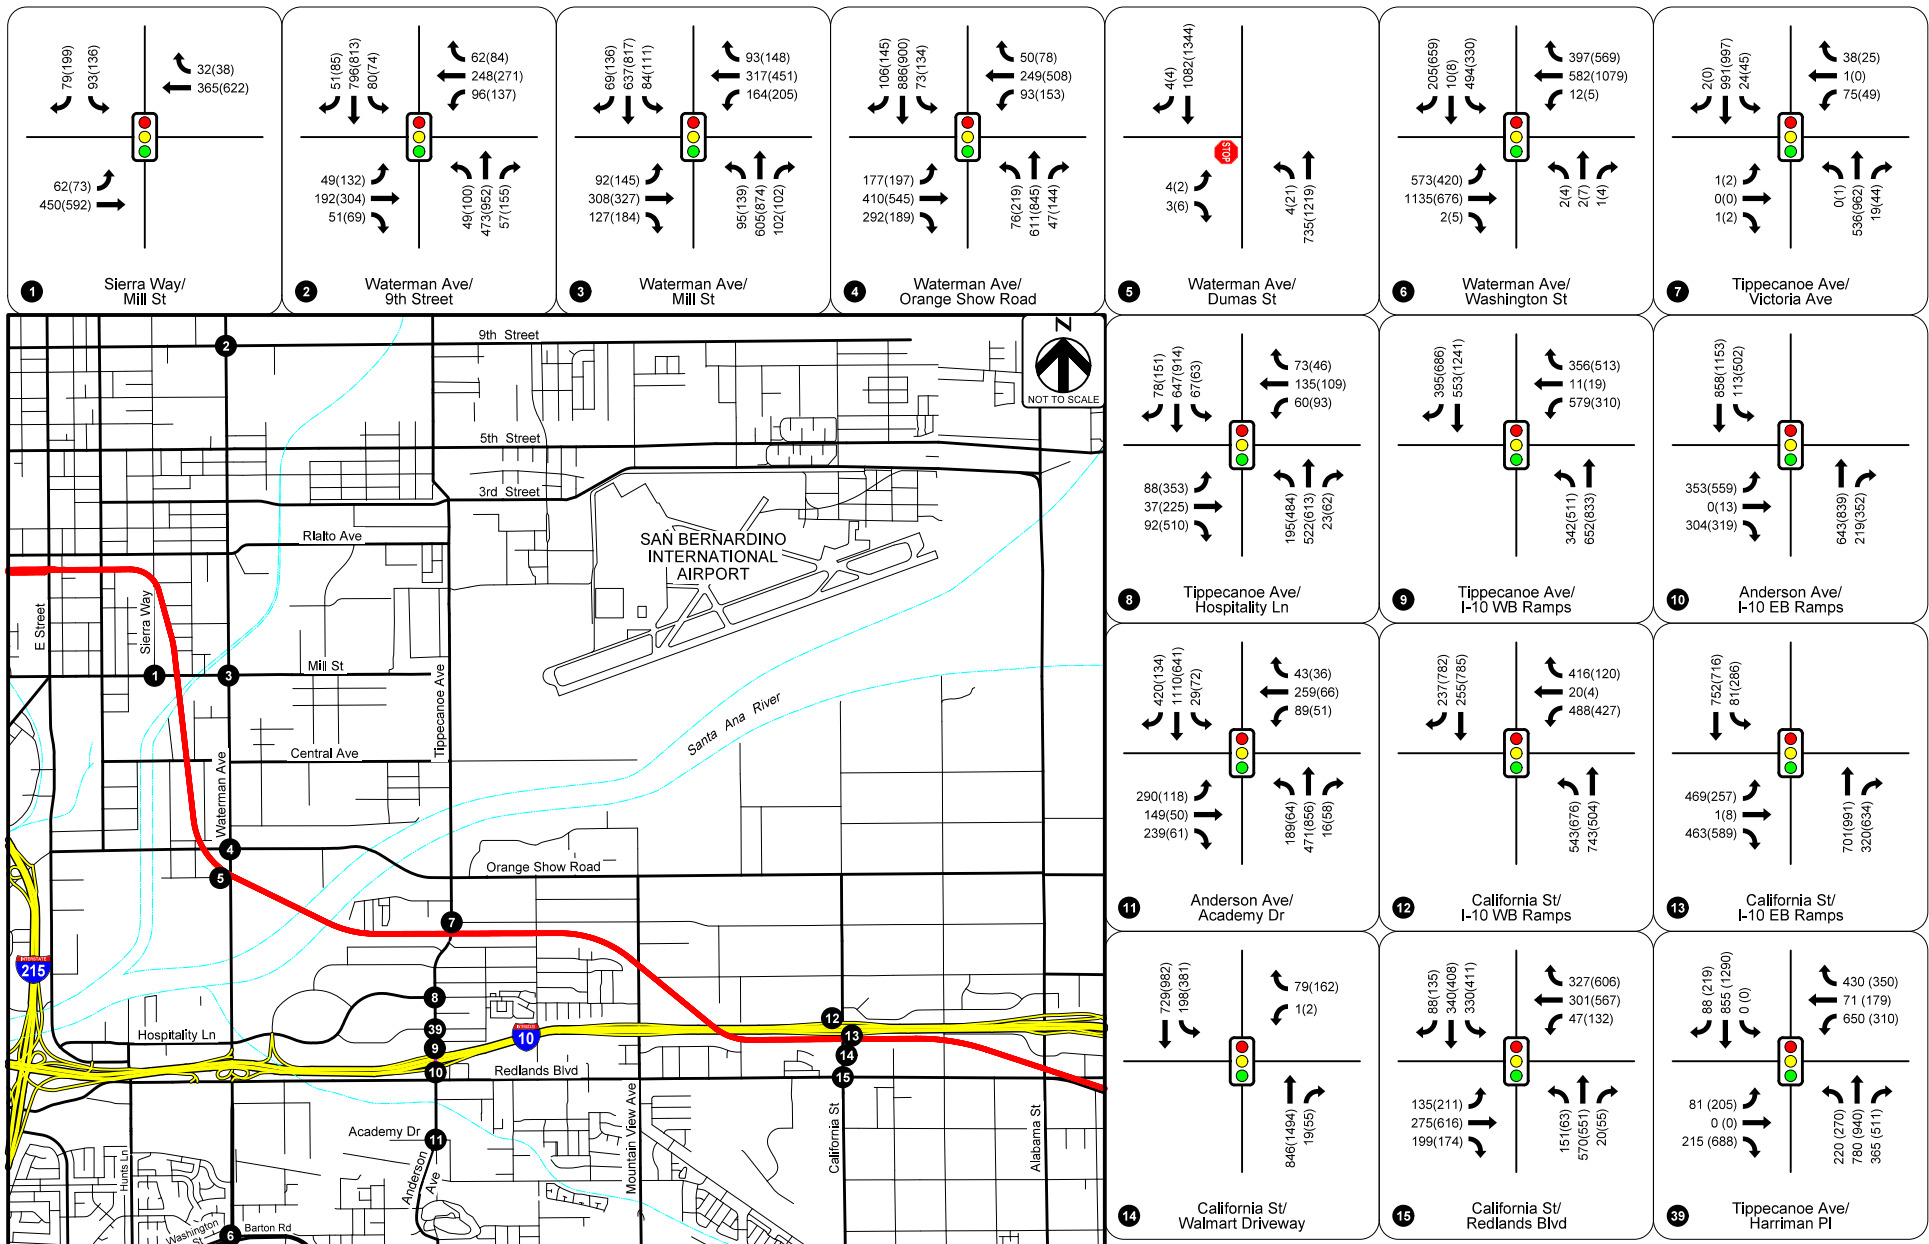 79(199)
93(136)
32(38)
365(622)
62(73)
450(592)
1
Sierra Way/
Mill St
51(85)
796(813)
80(74)
62(84)
248(271)
96(137)
49(132)
192(304)
51(69)
49(100)
473(952)
57(155)
2
Waterman Ave/
9th Street
69(136)
637(817)
84(111)
93(148)
317(451)
164(205)
92(145)
308(327)
127(184)
95(139)
605(874)
102(102)
3
Waterman Ave/
Mill St
106(145)
886(900)
73(134)
50(78)
249(508)
93(153)
177(197)
410(545)
292(189)
76(219)
611(845)
47(144)
4
Waterman Ave/
Orange Show Road
4(4)
1082(1344)
STOP
4(2)
3(6)
4(21)
735(1219)
5
Waterman Ave/
Dumas St
205(659)
10(8)
494(330)
397(569)
582(1079)
12(5)
573(420)
1135(676)
2(5)
2(4)
2(7)
1(4)
6
Waterman Ave/
Washington St
2(0)
991(997)
24(45)
38(25)
1(0)
75(49)
1(2)
0(0)
1(2)
0(1)
536(962)
19(44)
7
Tippecanoe Ave/
Victoria Ave
78(151)
647(914)
67(63)
73(46)
135(109)
60(93)
88(353)
37(225)
92(510)
195(484)
522(613)
23(62)
8
Tippecanoe Ave/
Hospitality Ln
395(686)
553(1241)
356(513)
11(19)
579(310)
342(511)
652(833)
9
Tippecanoe Ave/
I-10 WB Ramps
858(1153)
113(502)
353(559)
0(13)
304(319)
643(839)
219(352)
10
Anderson Ave/
I-10 EB Ramps
420(134)
1110(641)
29(72)
43(36)
259(66)
89(51)
290(118)
149(50)
239(61)
189(64)
471(856)
16(58)
11
Anderson Ave/
Academy Dr
237(782)
255(785)
416(120)
20(4)
488(427)
543(676)
743(504)
12
California St/
I-10 WB Ramps
752(716)
81(286)
469(257)
1(8)
463(589)
701(991)
320(634)
13
California St/
I-10 EB Ramps
729(982)
198(381)
79(162)
1(2)
846(1494)
19(55)
14
California St/
Walmart Driveway
88(135)
340(408)
330(411)
327(606)
301(567)
47(132)
135(211)
275(616)
199(174)
151(63)
570(551)
20(55)
15
California St/
Redlands Blvd
88 (219)
855 (1290)
0 (0)
430 (350)
71 (179)
650 (310)
81 (205)
0 (0)
215 (688)
220 (270)
780 (940)
365 (511)
39
Tippecanoe Ave/
Harriman Pl
N
NOT TO SCALE
9th Street
2
5th Street
3rd Street
Rialto Ave
SAN BERNARDINO
INTERNATIONAL
AIRPORT
E Street
Sierra Way
Mill St
1
3
Tippecanoe Ave
Santa Ana River
Central Ave
Waterman Ave
4
5
Orange Show Road
7
INTERSTATE
215
8
39
9
10
Hospitality Ln
INTERSTATE
10
12
13
14
15
Redlands Blvd
Academy Dr
11
Anderson
Ave
Mountain View Ave
California St
Alabama St
Hunts Ln
Washington
St
6
Barton Rd